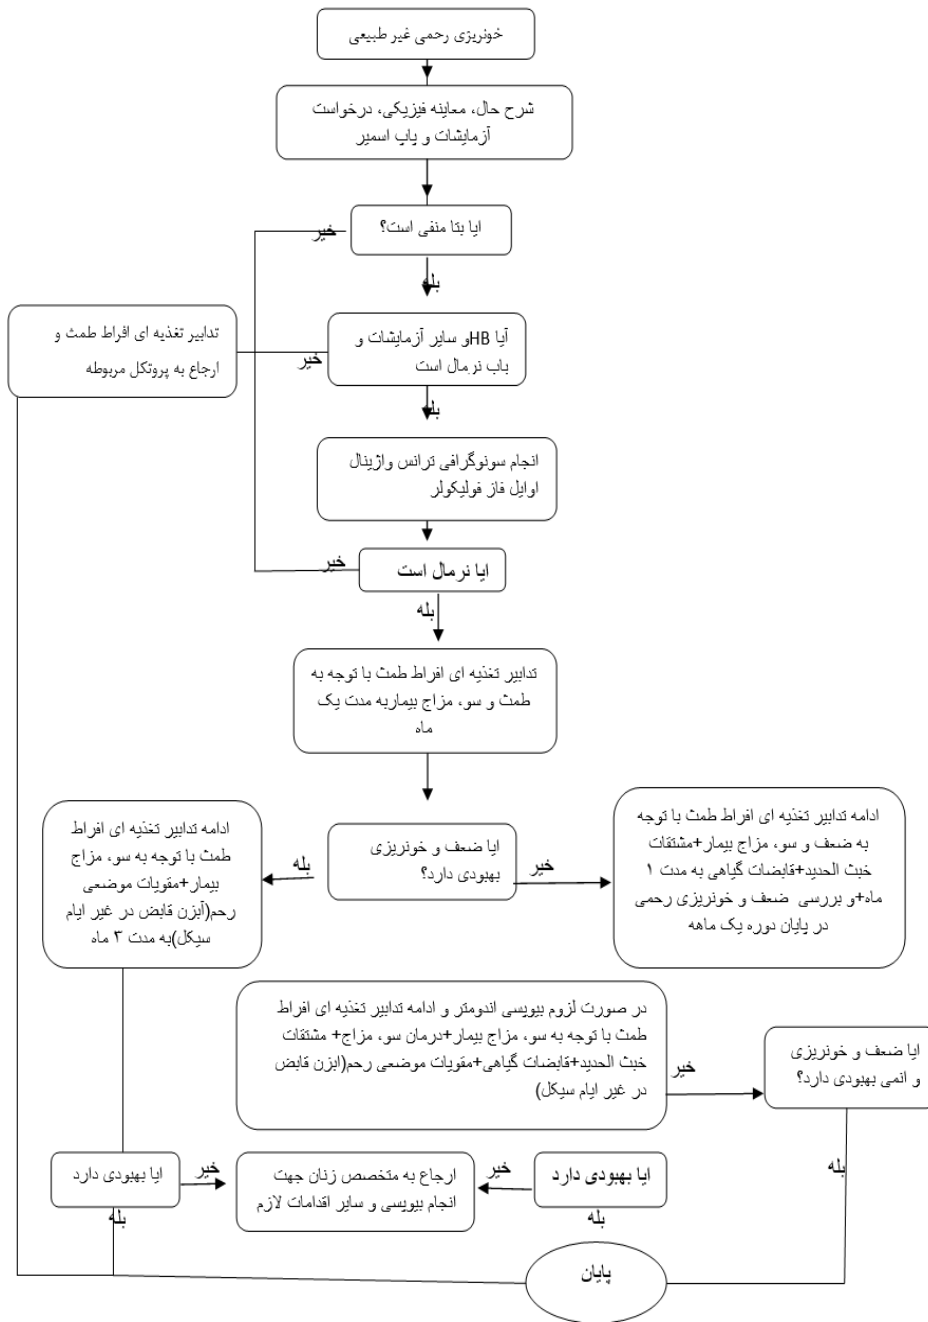 خونریزی رحمی غیر طبیعی
شرح حال، معاینه فیزیکی، درخواست
آزمایشات و پاپ اسمیر
ایا بتا منفی است؟
خیر
بله
تدابیر تغذیه ای افراط طمث و
ارجاع به پروتکل مربوطه
آیا HBو سایر آزمایشات و
باب نرمال است
خیر
بله
انجام سونوگرافی ترانس واژینال
اوایل فاز فولیکولر
ایا نرمال است
خیر
بله
تدابیر تغذیه ای افراط طمث با توجه به
طمث و سو، مزاج بیماربه مدت یک
ماه
ایا ضعف و خونریزی
بهبودی دارد؟
خیر
بله
ادامه تدابیر تغذیه ای افراط طمث با توجه
به ضعف و سو، مزاج بیمار+مشتقات
خبث الحدید+قابضات گیاهی به مدت ۱
ماه+و بررسی ضعف و خونریزی رحمی
در پایان دوره یک ماهه
ادامه تدابیر تغذیه ای افراط
طمث با توجه به سو، مزاج
بیمار+مقویات موضعی
رحم(آبزن قابض در غیر ایام
سیکل)به مدت ۳ ماه
در صورت لزوم بیوپسی اندومتر و ادامه تدابیر تغذیه ای افراط
طمث با توجه به سو، مزاج بیمار+درمان سو، مزاج+ مشتقات
خبث الحدید+قابضات گیاهی+مقویات موضعی رحم(ابزن قابض
در غیر ایام سیکل)
خیر
ایا ضعف و خونریزی
و انمی بهبودی دارد؟
بله
ایا بهبودی دارد
خیر
بله
ارجاع به متخصص زنان جهت
انجام بیوپسی و سایر اقدامات لازم
خیر
ایا بهبودی دارد
بله
پایان